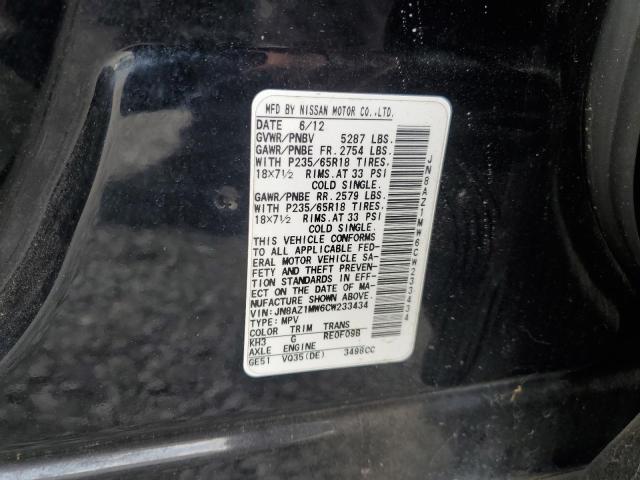 MFD BY NISSAN MOTOR CO.,LTD.
DATE 6/12
GVWR/PNBV 5287 LBS.
GAWR/PNBE FR. 2754 LBS.
WITH P235/65R18 TIRES.
18X7½ RIMS. AT 33 PSI
COLD SINGLE.
GAWR/PNBE RR. 2579 LBS.
WITH P235/65R18 TIRES.
18X7½ RIMS. AT 33 PSI
COLD SINGLE.
THIS VEHICLE CONFORMS
TO ALL APPLICABLE FED-
ERAL MOTOR VEHICLE SA-
FETY AND THEFT PREVEN-
TION STANDARDS IN EFF-
ECT ON THE DATE OF MA-
NUFACTURE SHOWN ABOVE.
VIN: JN8AZ1MW6CW233434
TYPE: MPV
COLOR TRIM TRANS
KH3 G RE0F09B
AXLE ENGINE
GE51 VQ35(DE) 3498CC
JN8AZ1MW6CW233434